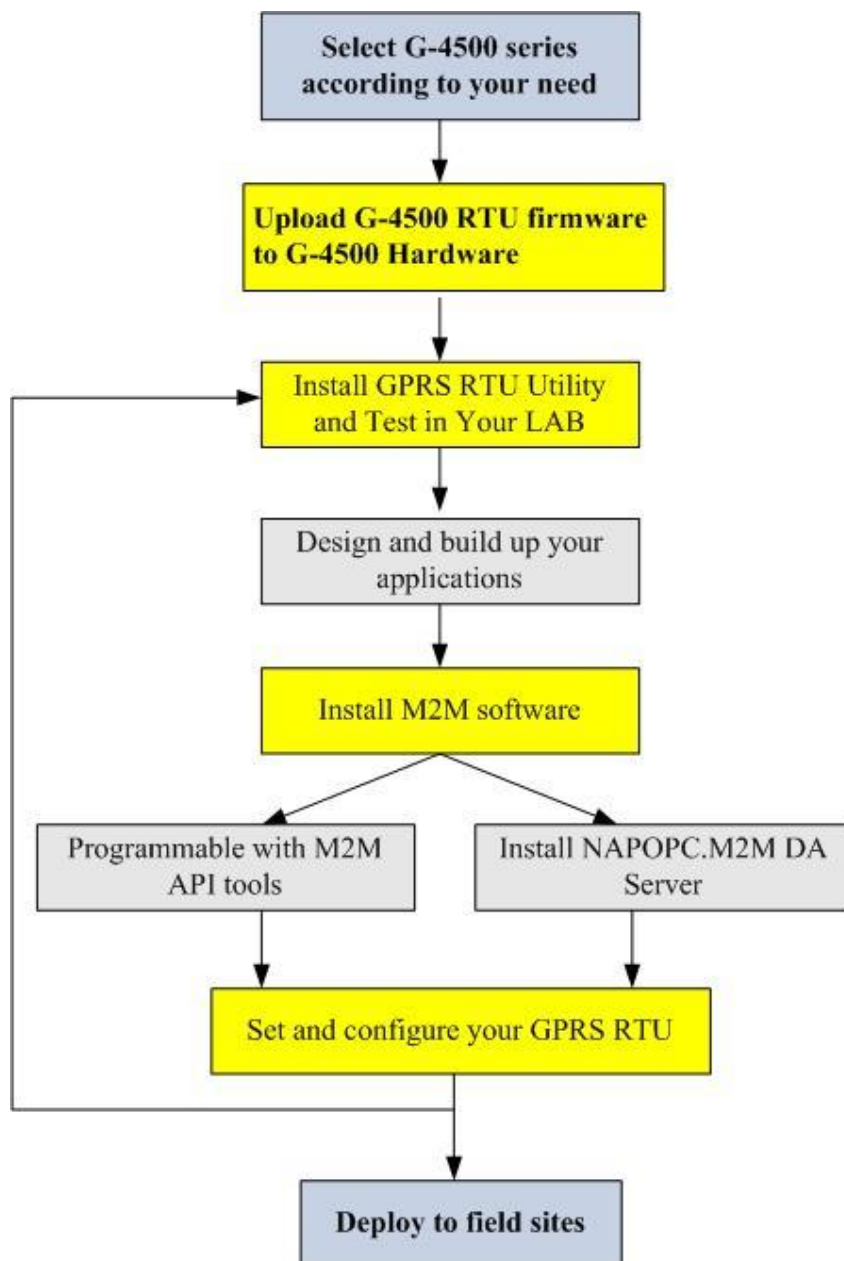 Select G-4500 series
according to your need
Upload G-4500 RTU firmware
to G-4500 Hardware
Install GPRS RTU Utility
and Test in Your LAB
Design and build up your
applications
Install M2M software
Programmable with M2M
API tools
Install NAPOPC.M2M DA
Server
Set and configure your GPRS RTU
Deploy to field sites